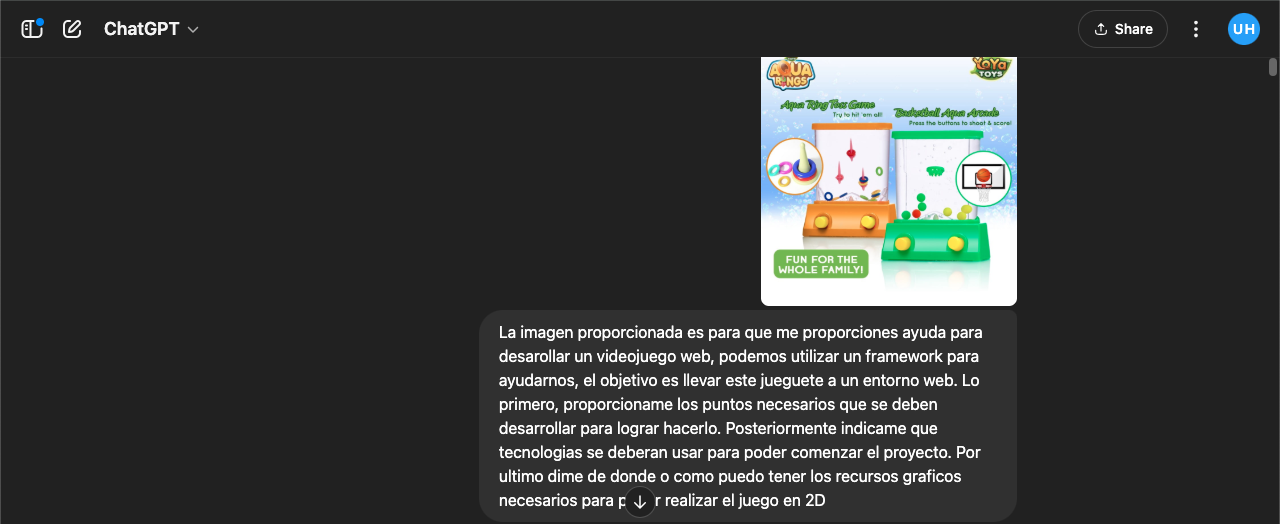 ChatGPT
Share
UH
AQUA
RINGS
YoYa
TOYS
Aqua Ring Toss Game
Try to hit 'em all!
Basketball Aqua Arcade
Press the buttons to shoot & score!
FUN FOR THE
WHOLE FAMILY!
La imagen proporcionada es para que me proporciones ayuda para
desarollar un videojuego web, podemos utilizar un framework para
ayudarnos, el objetivo es llevar este jueguete a un entorno web. Lo
primero, proporcioname los puntos necesarios que se deben
desarrollar para lograr hacerlo. Posteriormente indicame que
tecnologias se deberan usar para poder comenzar el proyecto. Por
ultimo dime de donde o como puedo tener los recursos graficos
necesarios para p r realizar el juego en 2D